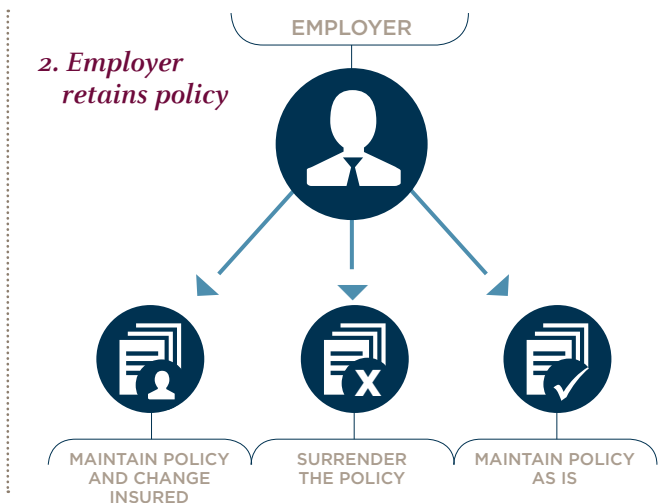 EMPLOYER
2. Employer
retains policy
X
MAINTAIN POLICY
AND CHANGE
INSURED
SURRENDER
THE POLICY
MAINTAIN POLICY
AS IS